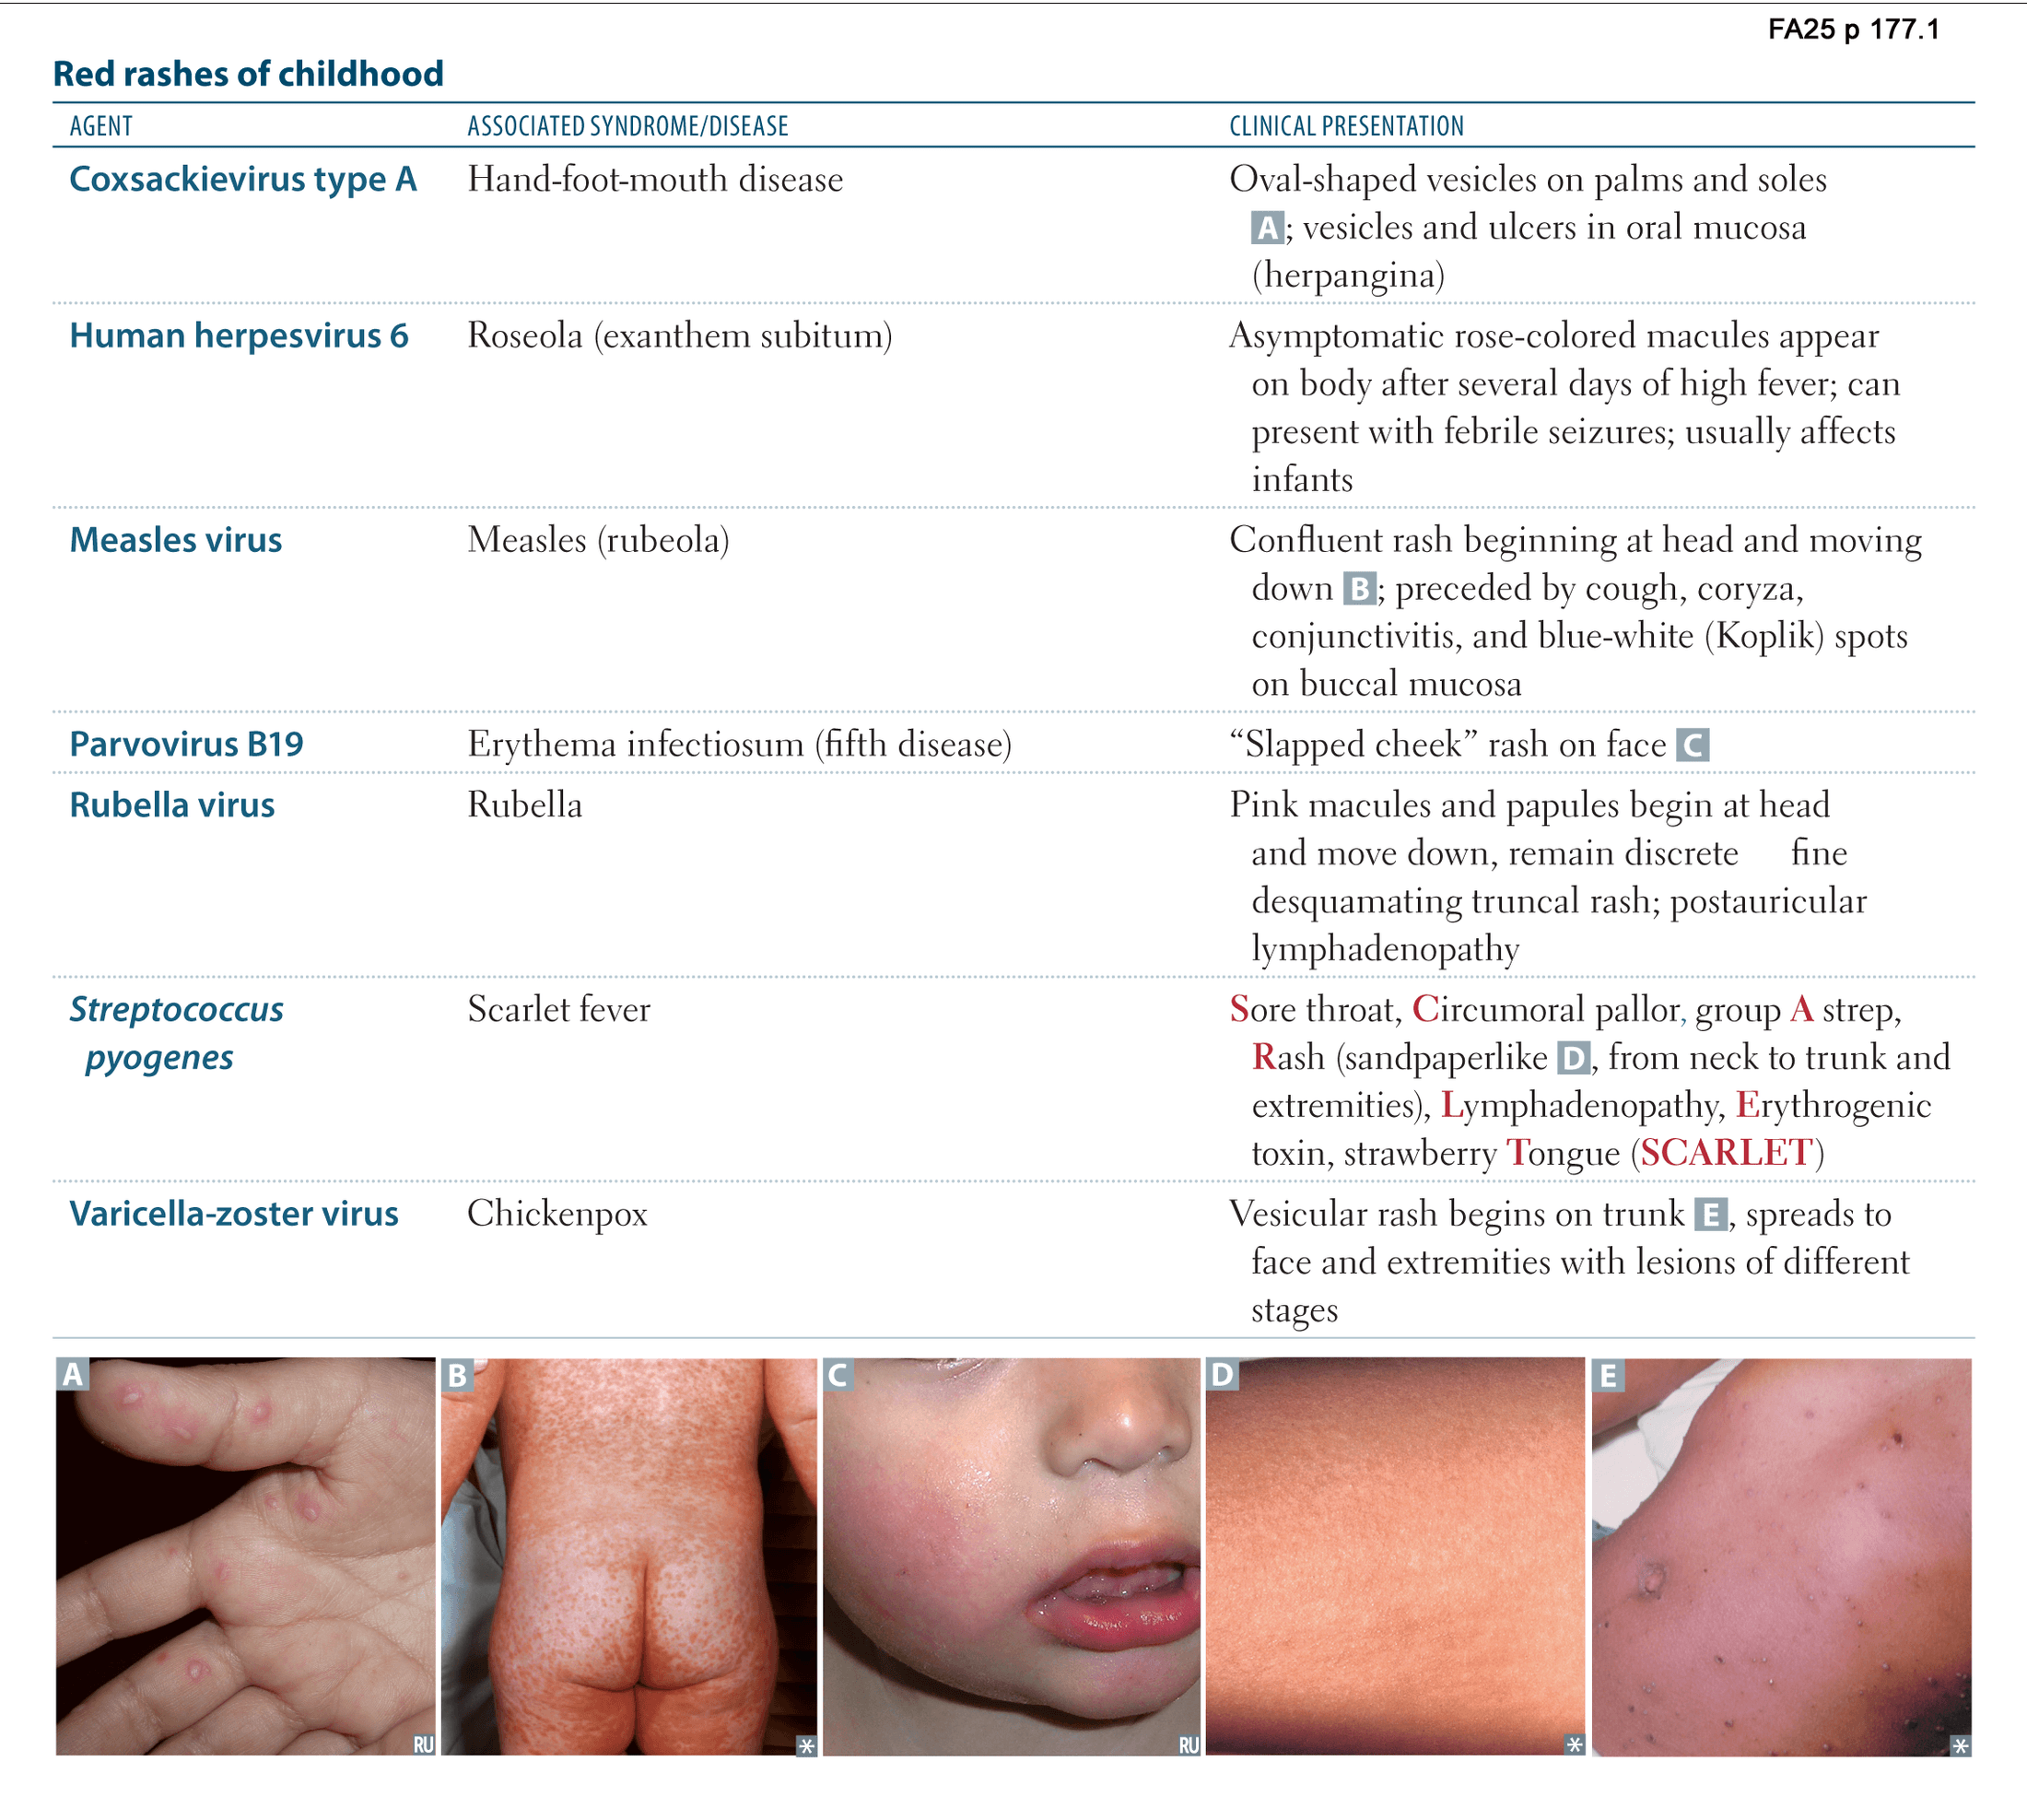 FA25 p 177.1
Red rashes of childhood
AGENT ASSOCIATED SYNDROME/DISEASE CLINICAL PRESENTATION
Coxsackievirus type A Hand-foot-mouth disease Oval-shaped vesicles on palms and soles
A; vesicles and ulcers in oral mucosa
(herpangina)
Human herpesvirus 6 Roseola (exanthem subitum) Asymptomatic rose-colored macules appear
on body after several days of high fever; can
present with febrile seizures; usually affects
infants
Measles virus Measles (rubeola) Confluent rash beginning at head and moving
down B; preceded by cough, coryza,
conjunctivitis, and blue-white (Koplik) spots
on buccal mucosa
Parvovirus B19 Erythema infectiosum (fifth disease) “Slapped cheek” rash on face C
Rubella virus Rubella Pink macules and papules begin at head
and move down, remain discrete fine
desquamating truncal rash; postauricular
lymphadenopathy
Streptococcus Scarlet fever Sore throat, Circumoral pallor, group A strep,
pyogenes Rash (sandpaperlike D, from neck to trunk and
extremities), Lymphadenopathy, Erythrogenic
toxin, strawberry Tongue (SCARLET)
Varicella-zoster virus Chickenpox Vesicular rash begins on trunk E, spreads to
face and extremities with lesions of different
stages
A B C D E
RU * RU * *